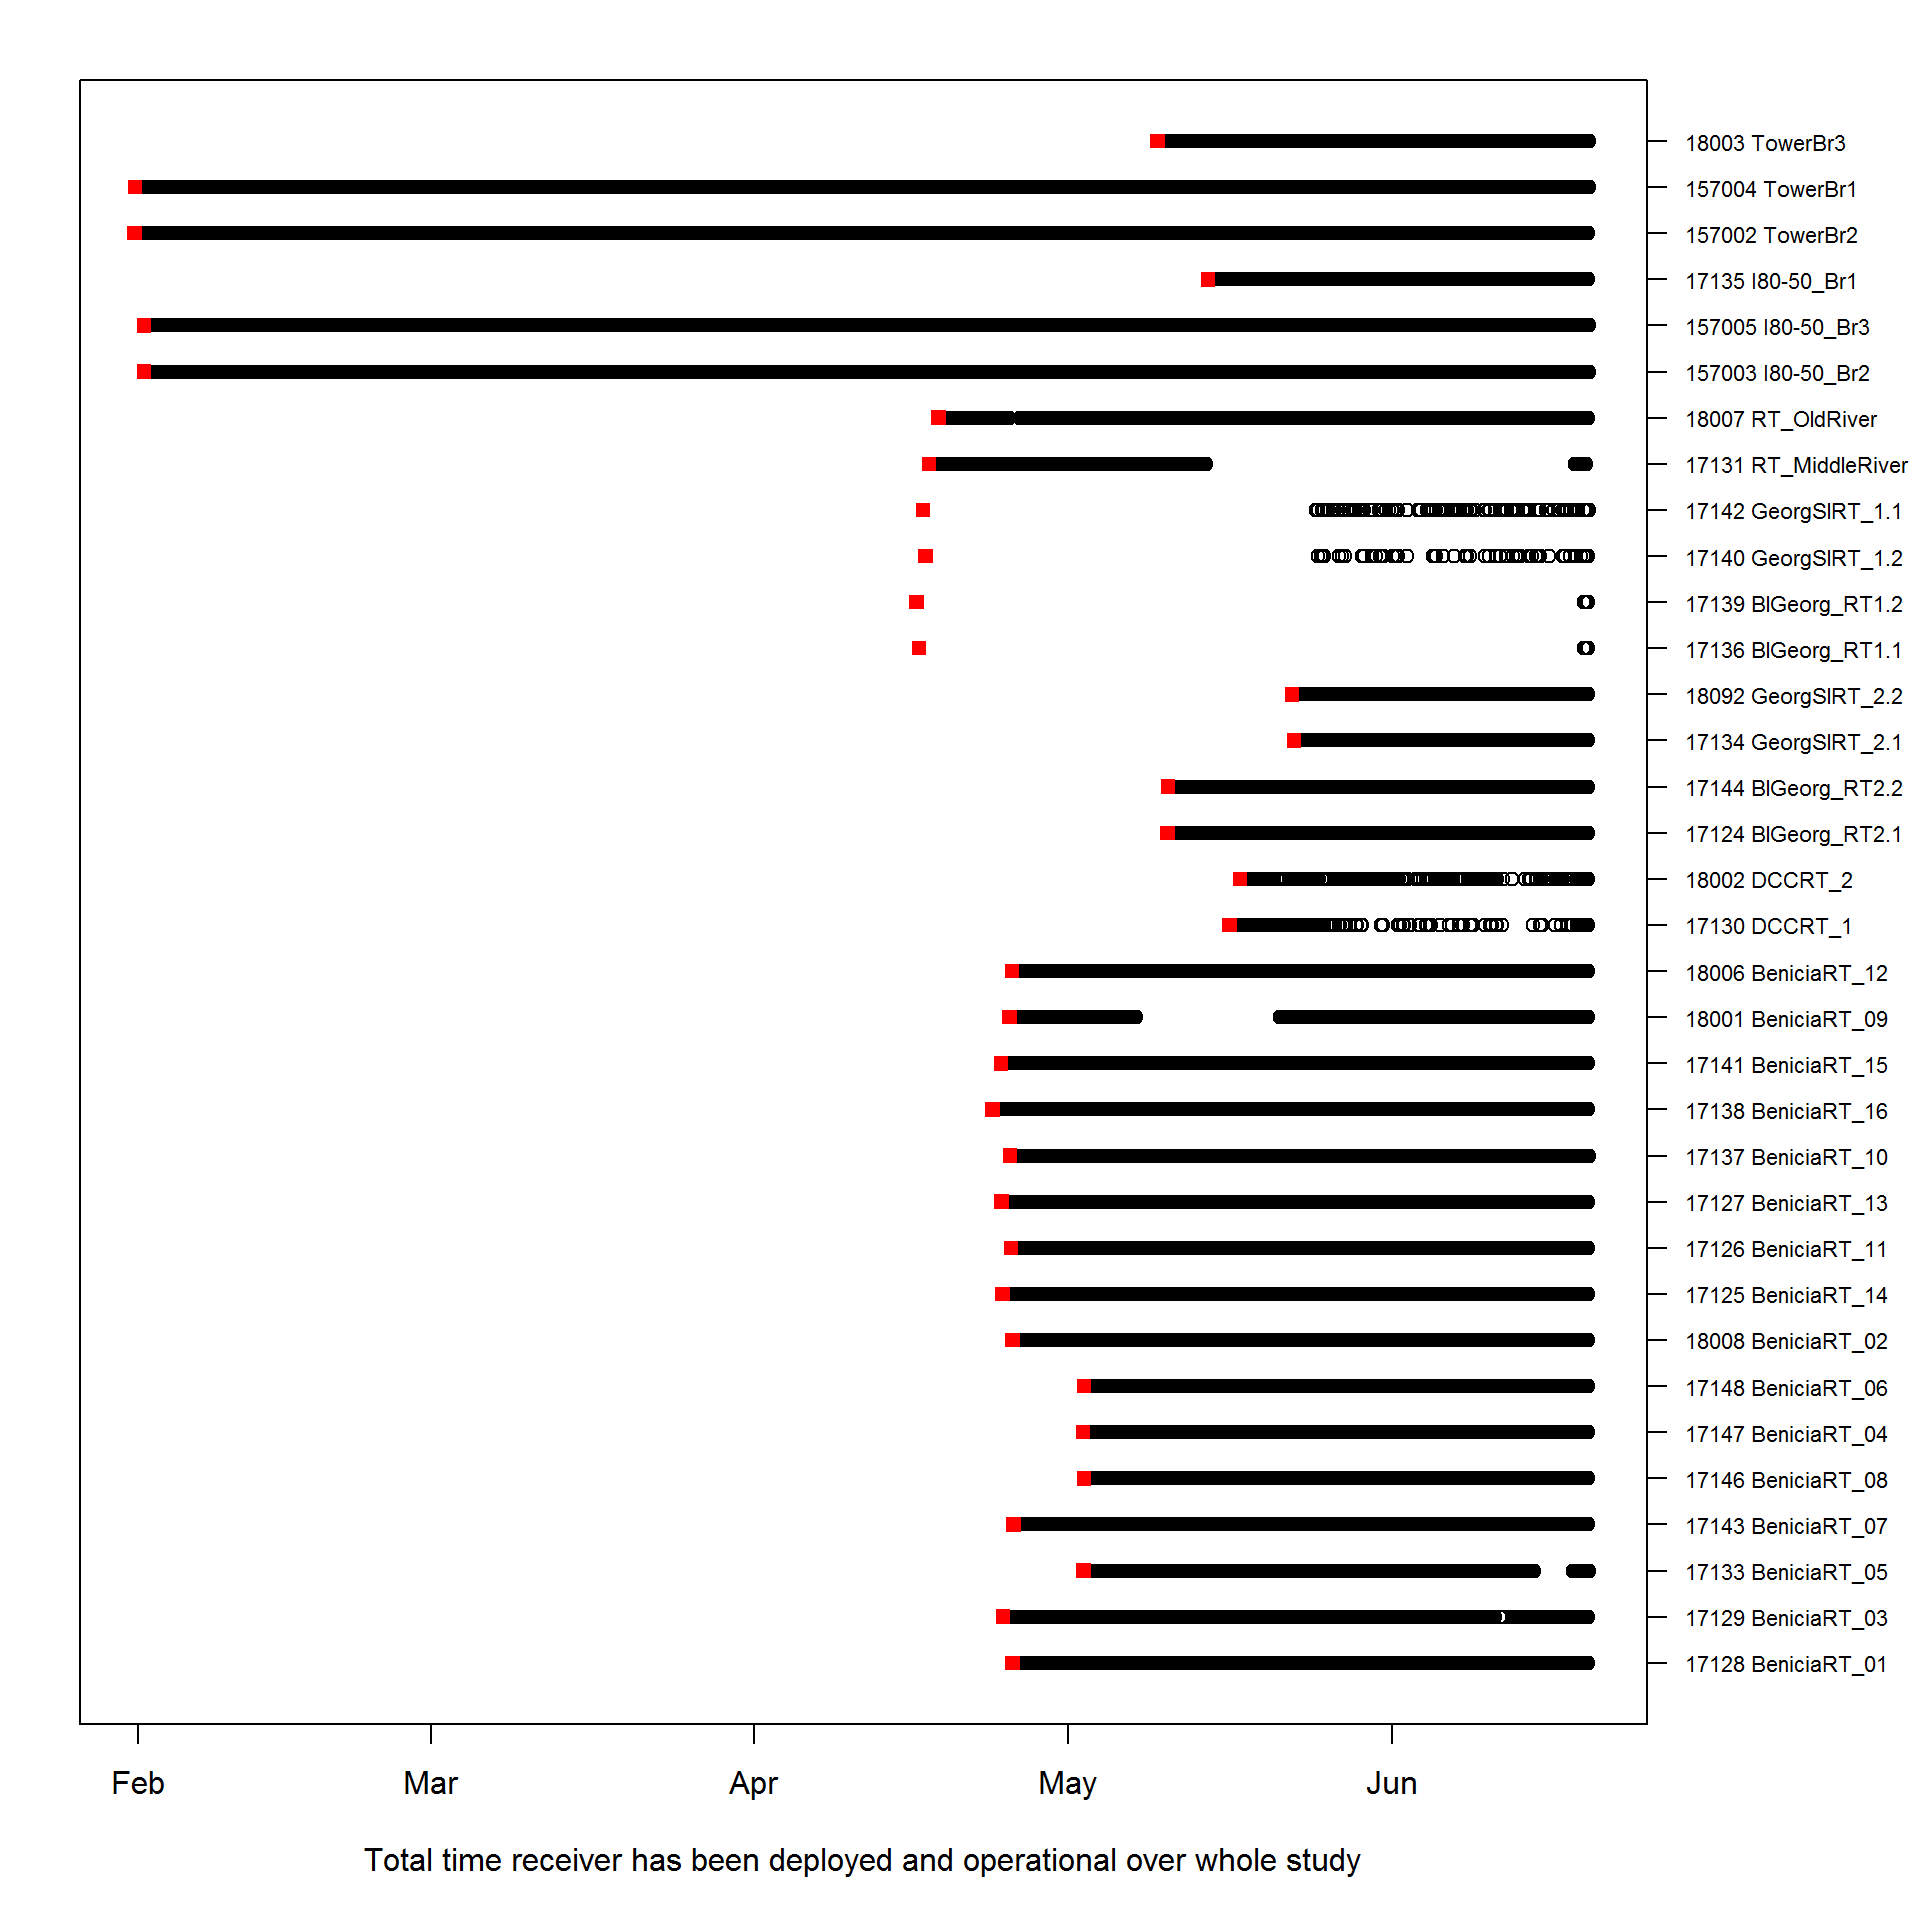 18003 TowerBr3
157004 TowerBr1
157002 TowerBr2
17135 I80-50_Br1
157005 I80-50_Br3
157003 I80-50_Br2
18007 RT_OldRiver
17131 RT_MiddleRiver
17142 GeorgSlRT_1.1
17140 GeorgSlRT_1.2
17139 BlGeorg_RT1.2
17136 BlGeorg_RT1.1
18092 GeorgSlRT_2.2
17134 GeorgSlRT_2.1
17144 BlGeorg_RT2.2
17124 BlGeorg_RT2.1
18002 DCCRT_2
17130 DCCRT_1
18006 BeniciaRT_12
18001 BeniciaRT_09
17141 BeniciaRT_15
17138 BeniciaRT_16
17137 BeniciaRT_10
17127 BeniciaRT_13
17126 BeniciaRT_11
17125 BeniciaRT_14
18008 BeniciaRT_02
17148 BeniciaRT_06
17147 BeniciaRT_04
17146 BeniciaRT_08
17143 BeniciaRT_07
17133 BeniciaRT_05
17129 BeniciaRT_03
17128 BeniciaRT_01
Feb Mar Apr May Jun
Total time receiver has been deployed and operational over whole study